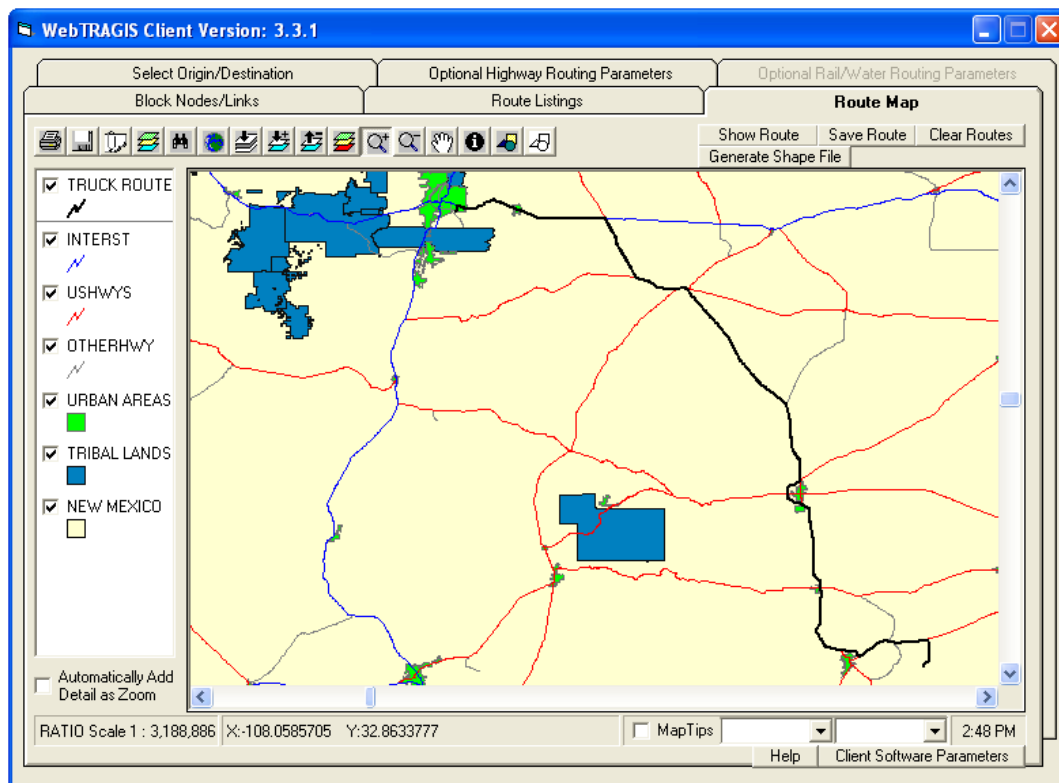 WebTRAGIS Client Version: 3.3.1
Select Origin/Destination
Optional Highway Routing Parameters
Optional Rail/Water Routing Parameters
Block Nodes/Links
Route Listings
Route Map
Show Route
Save Route
Clear Routes
Generate Shape File
TRUCK ROUTE
INTERST
USHWYS
OTHERHWY
URBAN AREAS
TRIBAL LANDS
NEW MEXICO
Automatically Add
Detail as Zoom
RATIO Scale 1 : 3,188,886
X:-108.0585705 Y:32.8633777
MapTips
2:48 PM
Help
Client Software Parameters